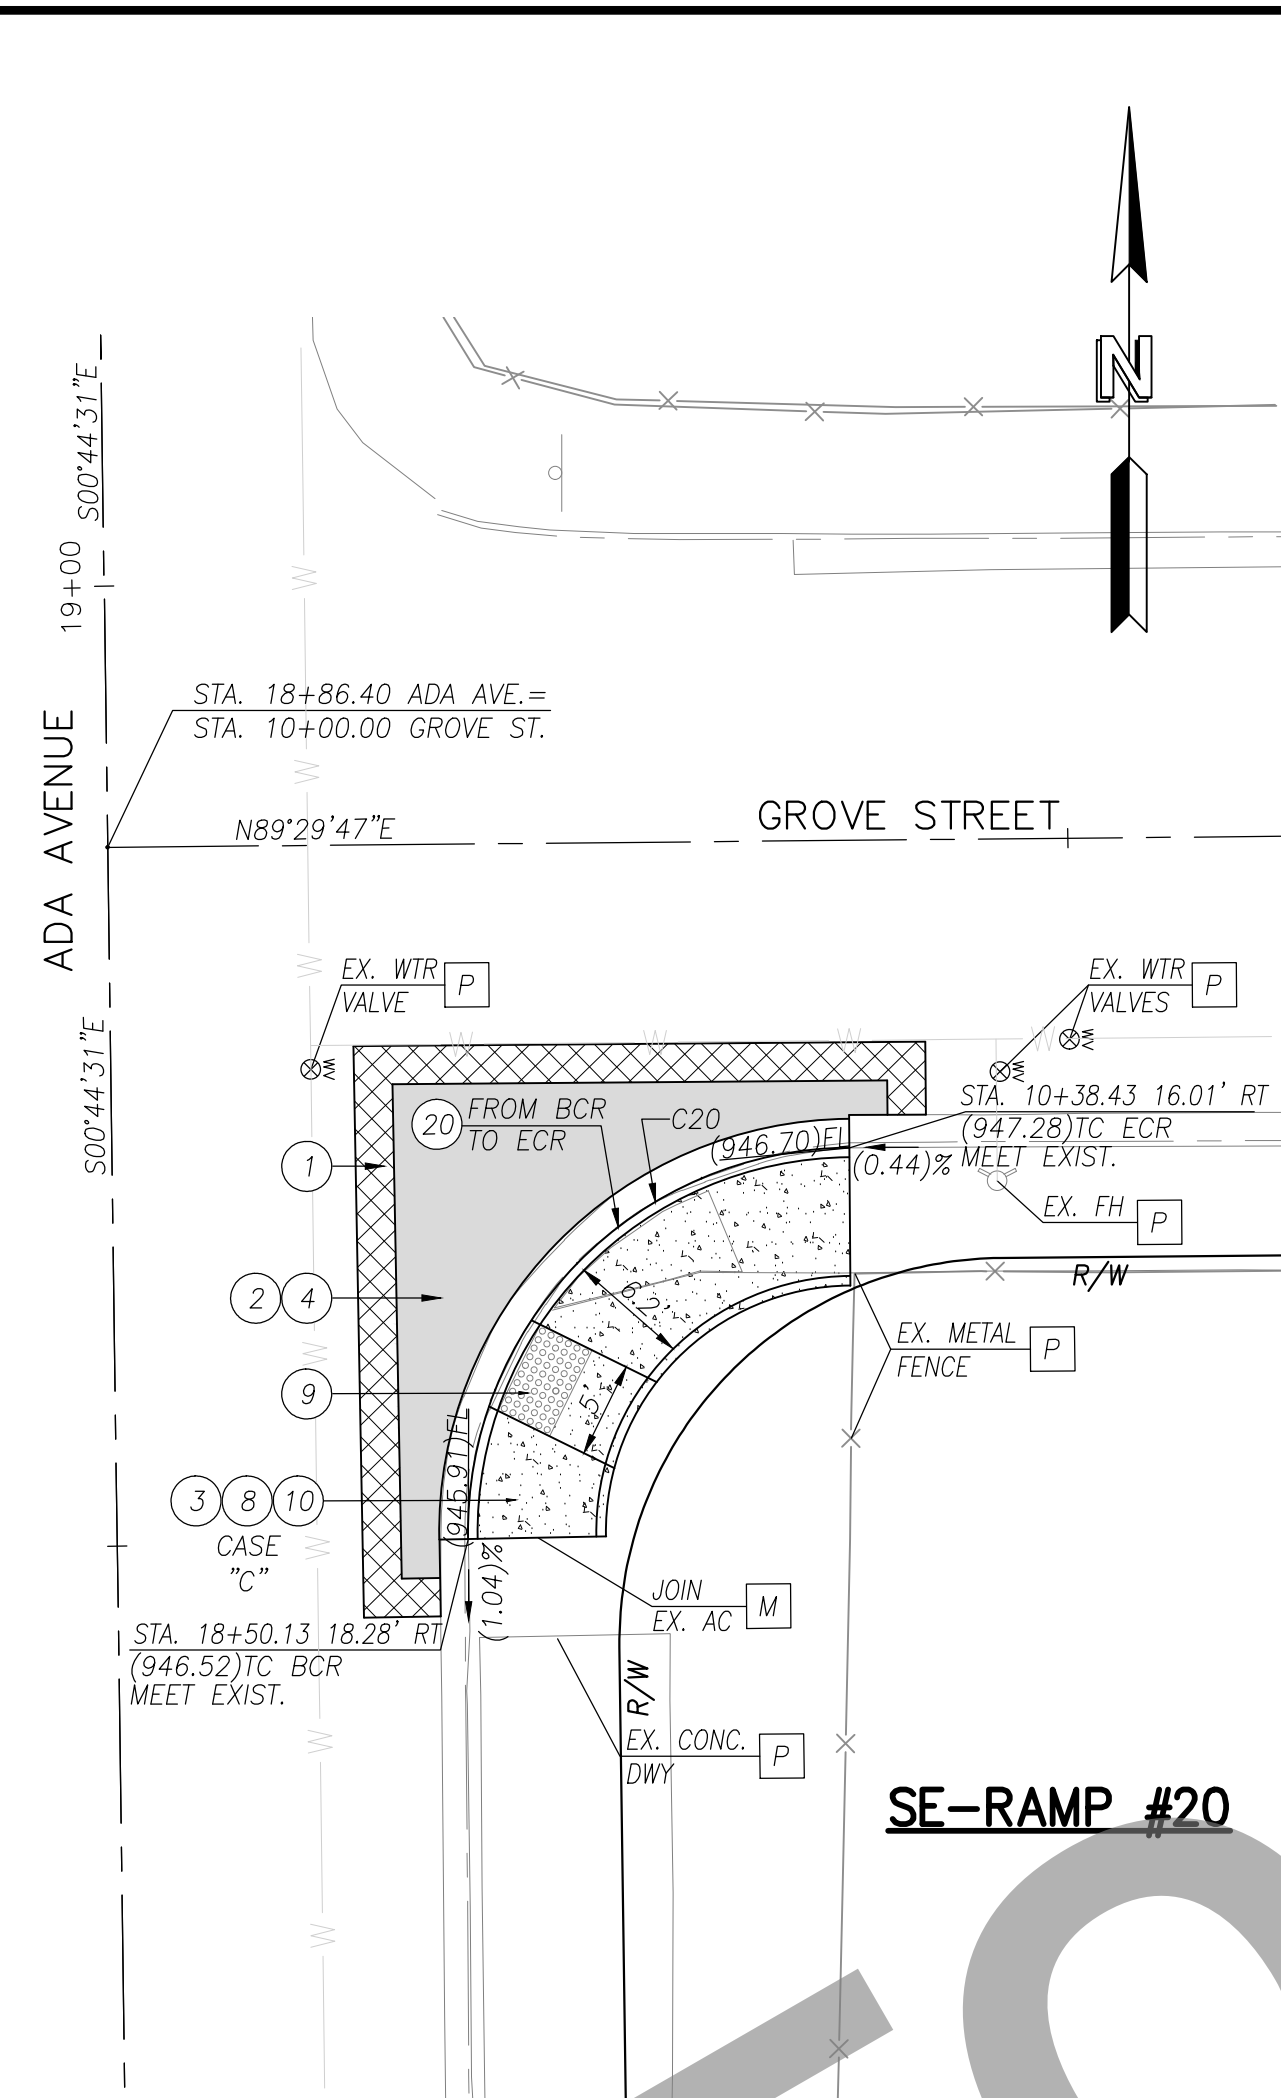 N
S00°44'31"E
19+00
STA. 18+86.40 ADA AVE.=
STA. 10+00.00 GROVE ST.
ADA AVENUE
N89°29'47"E
GROVE STREET
S00°44'31"E
EX. WTR
VALVE
P
EX. WTR
VALVES
P
W
W
W
20
FROM BCR
TO ECR
C20
(946.70)FL
STA. 10+38.43 16.01' RT
(947.28)TC ECR
MEET EXIST.
(0.44)%
1
EX. FH
P
R/W
2
4
6.2'
EX. METAL
FENCE
P
9
5'
(945.91)FL
3
8
10
CASE
"C"
(1.04)%
JOIN
EX. AC
M
STA. 18+50.13 18.28' RT
(946.52)TC BCR
MEET EXIST.
R/W
EX. CONC.
DWY
P
SE-RAMP #20